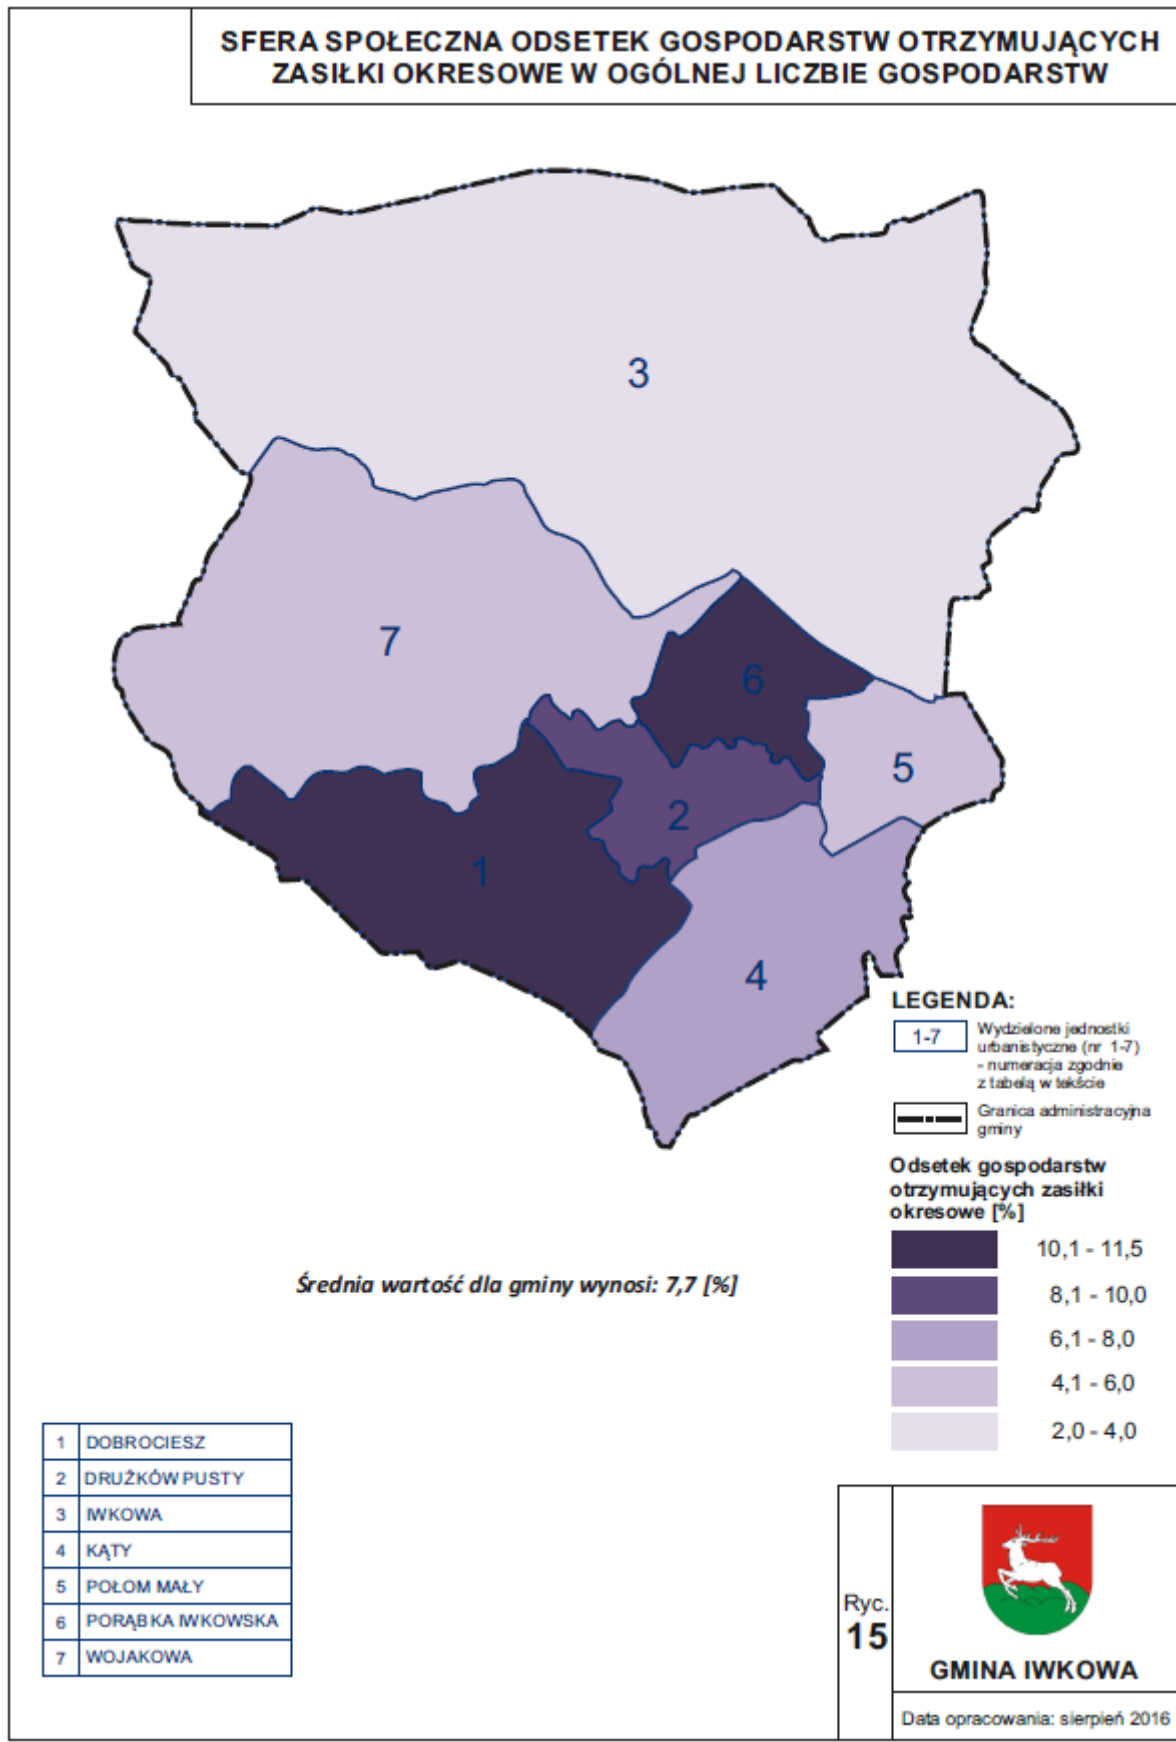 SFERA SPOŁECZNA ODSETEK GOSPODARSTW OTRZYMUJĄCYCH
ZASIŁKI OKRESOWE W OGÓLNEJ LICZBIE GOSPODARSTW
3
7
6
5
2
1
4
LEGENDA:
1-7
Wydzielone jednostki
urbanistyczne (nr 1-7)
- numeracja zgodnie
z tabelą w tekście
Granica administracyjna
gminy
Odsetek gospodarstw
otrzymujących zasiłki
okresowe [%]
10,1 - 11,5
8,1 - 10,0
6,1 - 8,0
4,1 - 6,0
2,0 - 4,0
Średnia wartość dla gminy wynosi: 7,7 [%]
1 DOBROCIESZ
2 DRUŻKÓW PUSTY
3 IWKOWA
4 KĄTY
5 POŁOM MAŁY
6 PORĄBKA IWKOWSKA
7 WOJAKOWA
Ryc.
15
GMINA IWKOWA
Data opracowania: sierpień 2016